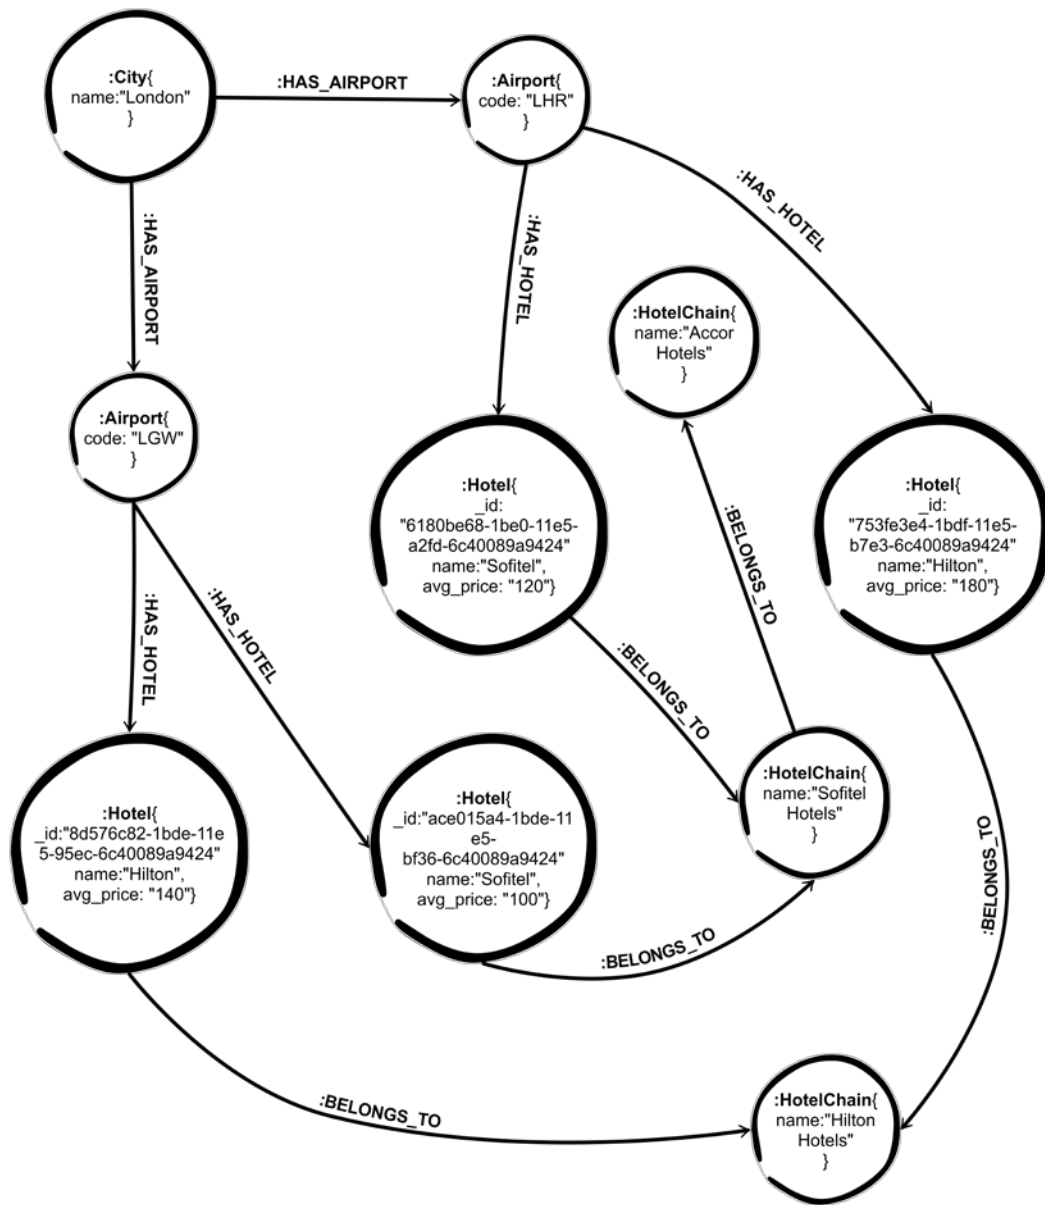 :City{
name:"London"
}
:HAS_AIRPORT
:Airport{
code: "LHR"
}
:HAS_AIRPORT
:HAS_HOTEL
:HAS_HOTEL
:HotelChain{
name:"Accor
Hotels"
}
:Airport{
code: "LGW"
}
:Hotel{
_id:
"6180be68-1be0-11e5-
a2fd-6c40089a9424"
name:"Sofitel",
avg_price: "120"}
:Hotel{
_id:
"753fe3e4-1bdf-11e5-
b7e3-6c40089a9424"
name:"Hilton",
avg_price: "180"}
:BELONGS_TO
:HAS_HOTEL
:HAS_HOTEL
:BELONGS_TO
:HotelChain{
name:"Sofitel
Hotels"
}
:Hotel{
_id:"8d576c82-1bde-11e
5-95ec-6c40089a9424"
name:"Hilton",
avg_price: "140"}
:Hotel{
_id:"ace015a4-1bde-11
e5-
bf36-6c40089a9424"
name:"Sofitel",
avg_price: "100"}
:BELONGS_TO
:BELONGS_TO
:BELONGS_TO
:HotelChain{
name:"Hilton
Hotels"
}